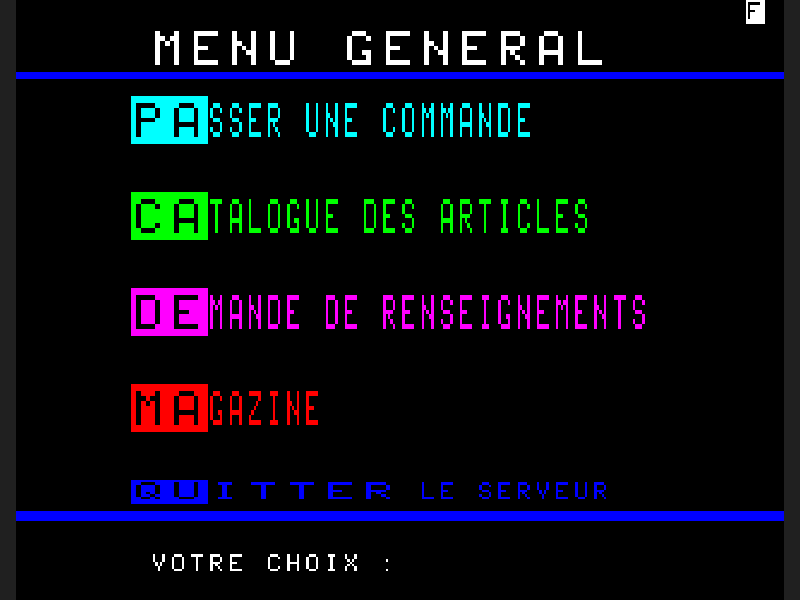 F
MENU GENERAL
PASSER UNE COMMANDE
CATALOGUE DES ARTICLES
DEMANDE DE RENSEIGNEMENTS
MAGAZINE
QUITTER LE SERVEUR
VOTRE CHOIX :